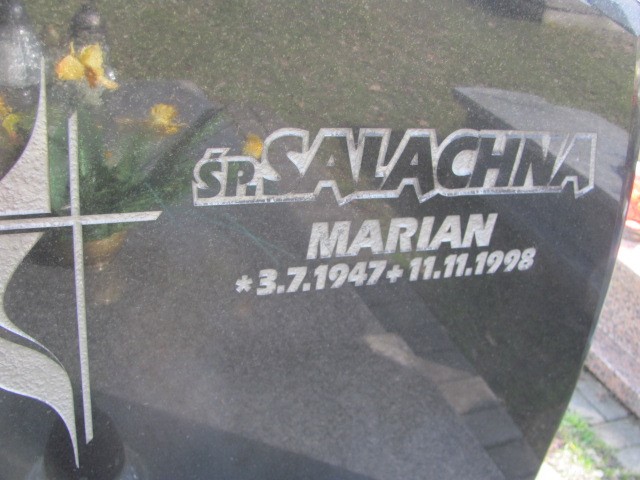 ŚP. SALACHNA
MARIAN
* 3.7.1947 + 11.11.1998